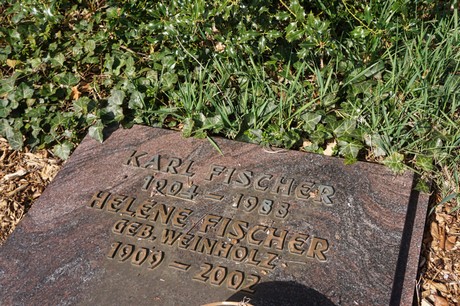 KARL FISCHER
1904 – 1983
HELENE FISCHER
GEB. WEINHOLZ
1909 – 2002